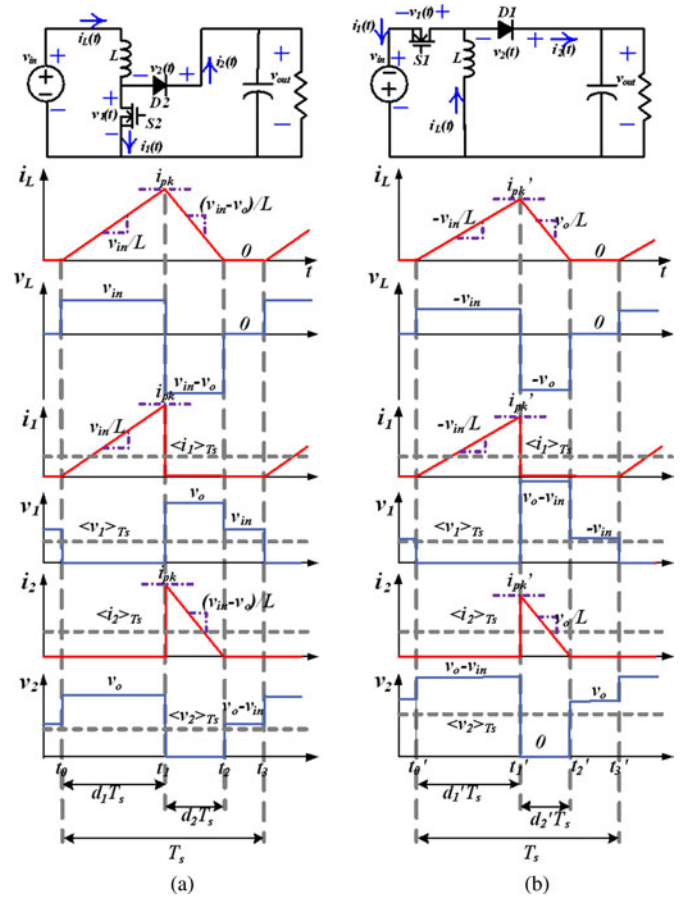 i_L(t)
v_in
L
v_2(t)
D2
i_2(t)
v_out
v_1(t)
S2
i_1(t)
i_L
i_pk
(v_in-v_o)/L
v_in/L
0
t
v_L
v_in
0
v_in-v_o
i_1
i_pk
v_in/L
<i_1>_Ts
v_1
v_o
<v_1>_Ts
v_in
i_2
i_pk
(v_in-v_o)/L
<i_2>_Ts
v_2
v_o
<v_2>_Ts
v_o-v_in
t_0
t_1
t_2
t_3
d_1T_s
d_2T_s
T_s
(a)
i_1(t)
v_1(t)
D1
v_in
S1
L
v_2(t)
i_2(t)
v_out
i_L(t)
i_L
i_pk'
-v_in/L
v_o/L
0
t
-v_in
0
-v_o
i_1
i_pk'
-v_in/L
<i_1>_Ts
v_1
v_o-v_in
<v_1>_Ts
-v_in
i_2
i_pk'
<i_2>_Ts
v_o/L
v_2
v_o-v_in
v_o
<v_2>_Ts
0
t_0'
t_1'
t_2'
t_3'
d_1'T_s
d_2'T_s
T_s
(b)